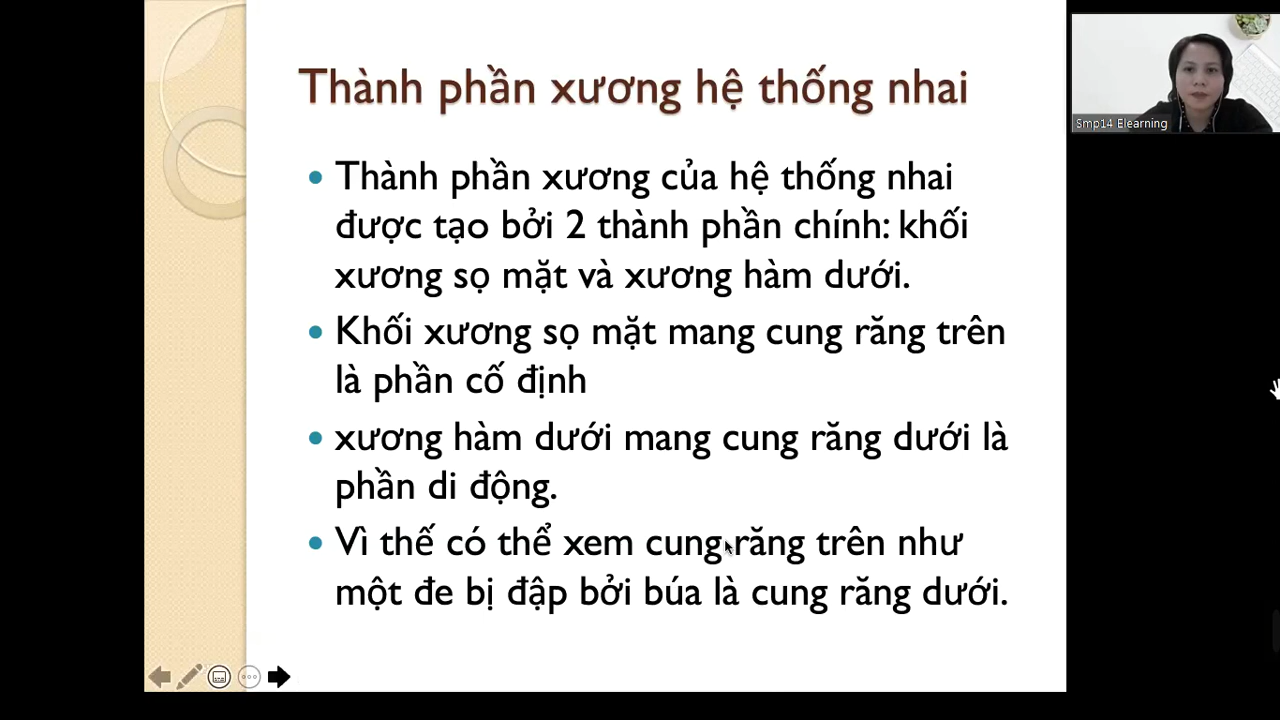 Thành phần xương hệ thống nhai
Smp14 Elearning
• Thành phần xương của hệ thống nhai
được tạo bởi 2 thành phần chính: khối
xương sọ mặt và xương hàm dưới.
• Khối xương sọ mặt mang cung răng trên
là phần cố định
• xương hàm dưới mang cung răng dưới là
phần di động.
• Vì thế có thể xem cung răng trên như
một đe bị đập bởi búa là cung răng dưới.